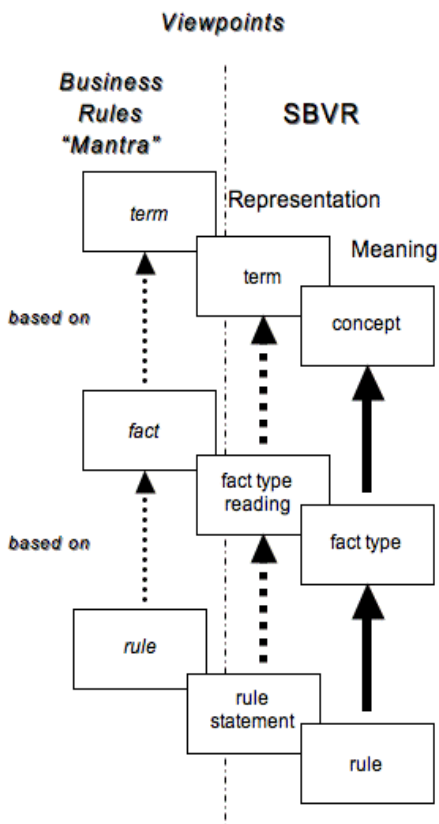 Viewpoints
Business
Rules
“Mantra”
SBVR
term
Representation
term
Meaning
concept
based on
fact
fact type
reading
fact type
based on
rule
rule
statement
rule